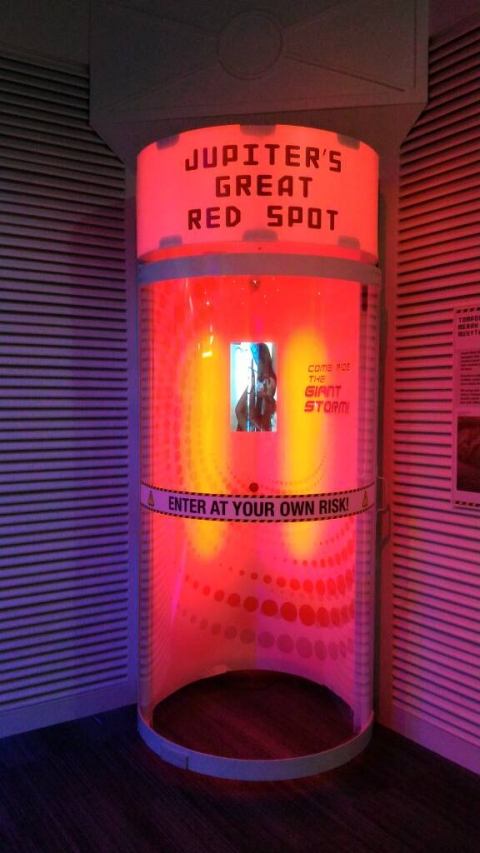 JUPITER'S
GREAT
RED SPOT
COME RIDE
THE
GIANT
STORM!
ENTER AT YOUR OWN RISK!